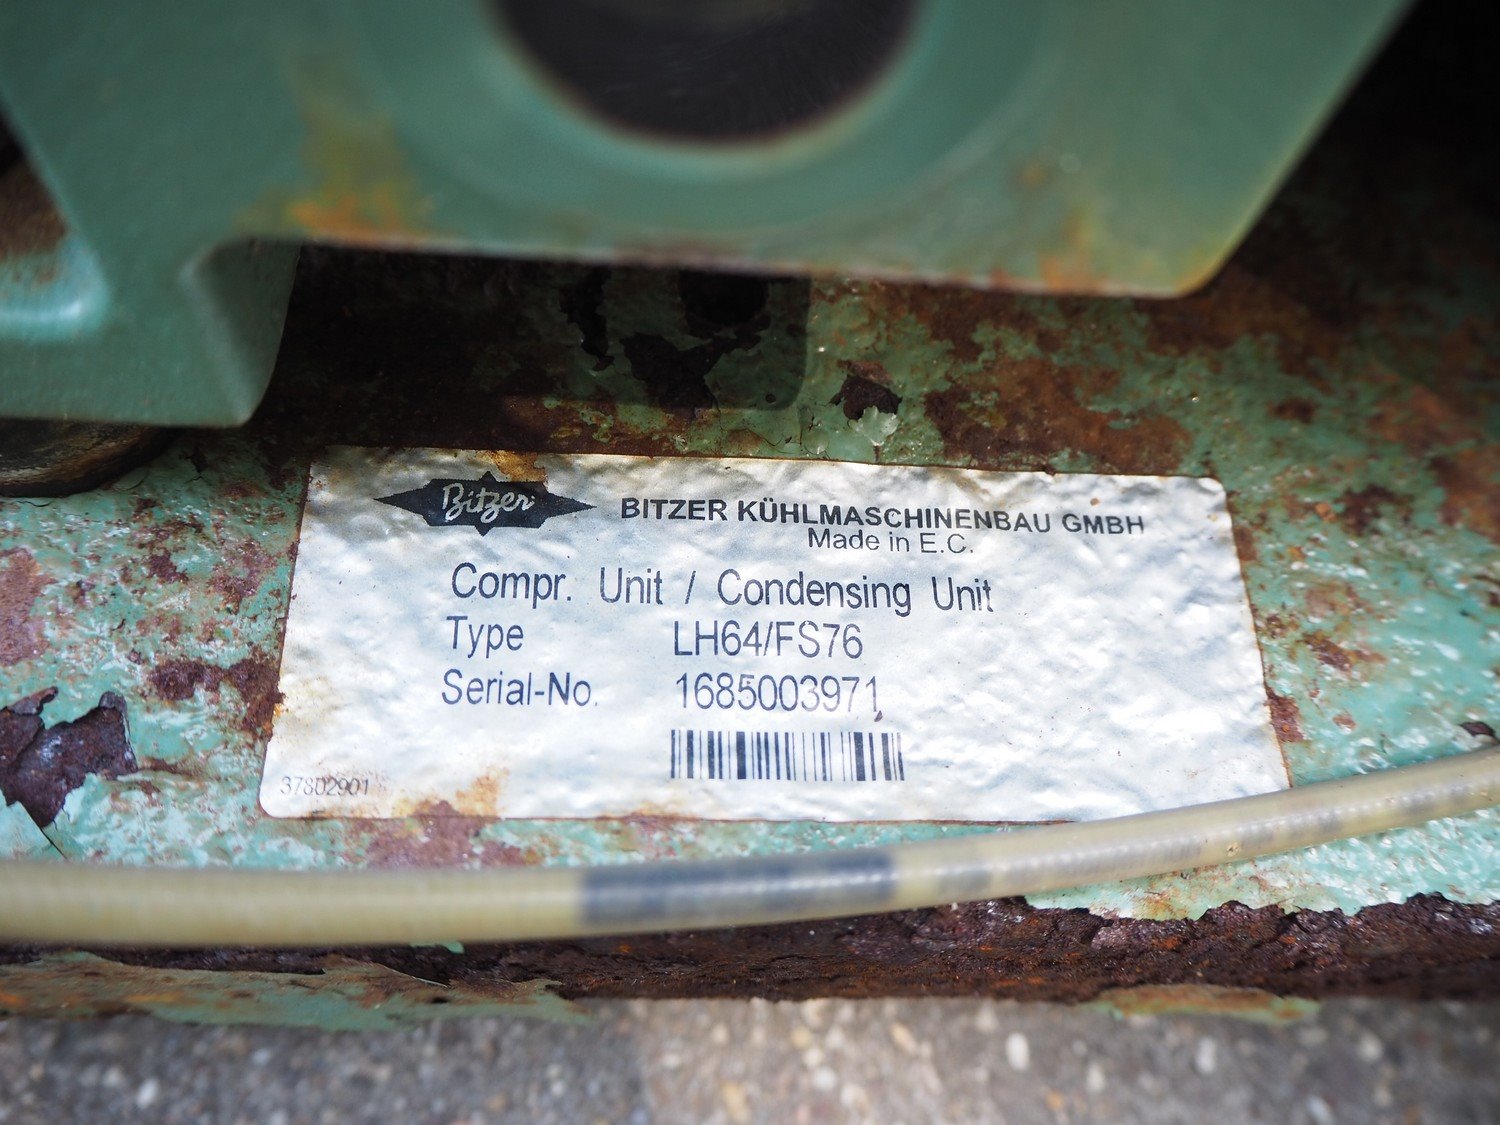 Bitzer
BITZER KÜHLMASCHINENBAU GMBH
Made in E.C.
Compr. Unit / Condensing Unit
Type LH64/FS76
Serial-No. 1685003971
37802901